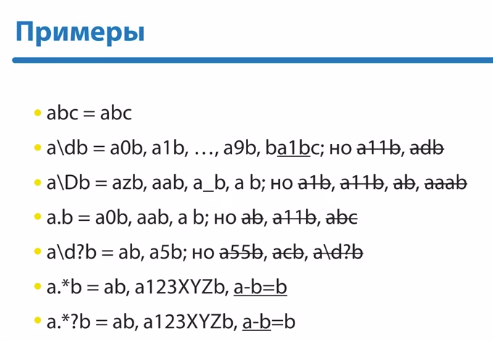 Примеры
• abc = abc
• a\db = a0b, a1b, …, a9b, ba1bc; но a11b, adb
• a\Db = azb, aab, a_b, a b; но a1b, a11b, ab, aaab
• a.b = a0b, aab, a b; но ab, a11b, abc
• a\d?b = ab, a5b; но a55b, acb, a\d?b
• a.*b = ab, a123XYZb, a-b=b
• a.*?b = ab, a123XYZb, a-b=b